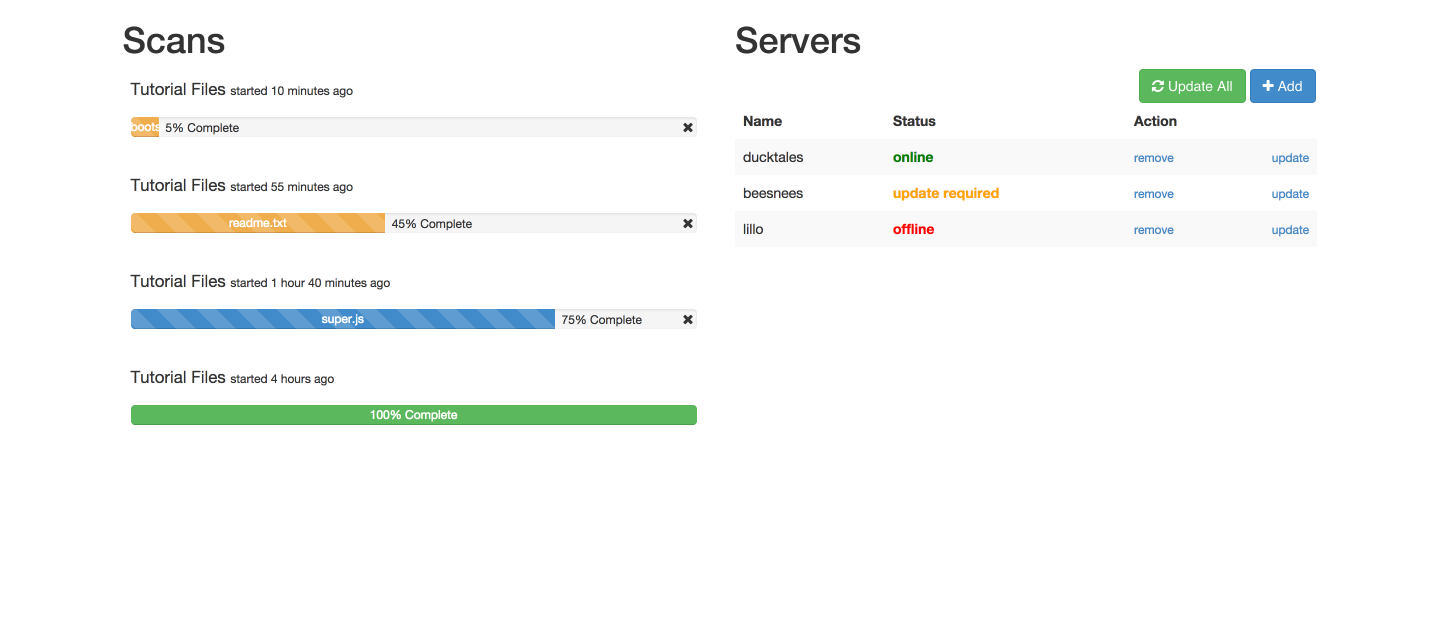 Scans
Tutorial Files started 10 minutes ago
boots 5% Complete
Tutorial Files started 55 minutes ago
readme.txt 45% Complete
Tutorial Files started 1 hour 40 minutes ago
super.js 75% Complete
Tutorial Files started 4 hours ago
100% Complete
Servers
Update All Add
Name Status Action
ducktales online remove update
beesnees update required remove update
lillo offline remove update